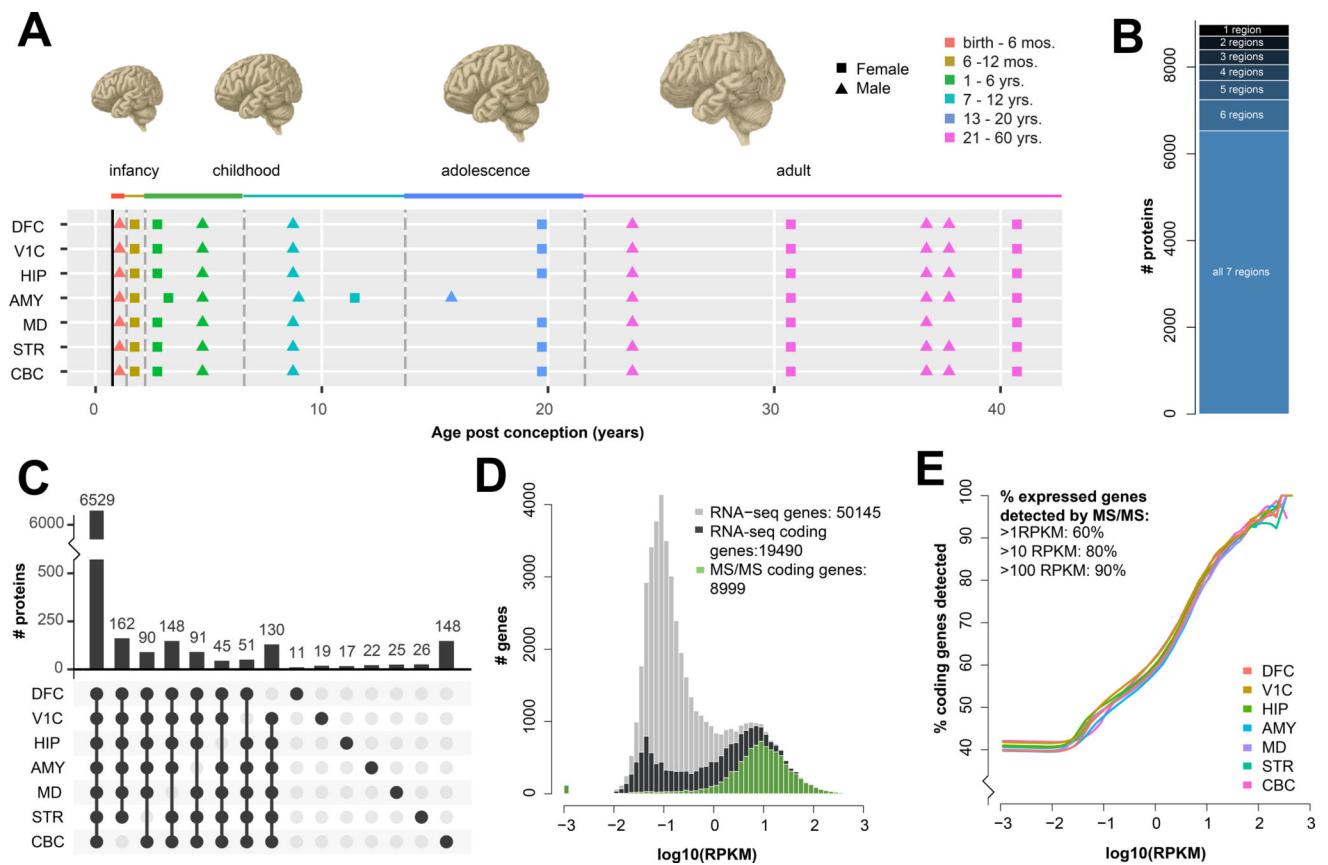 A
birth - 6 mos.
6 -12 mos.
1 - 6 yrs.
7 - 12 yrs.
13 - 20 yrs.
21 - 60 yrs.
Female
Male
infancy
childhood
adolescence
adult
DFC
V1C
HIP
AMY
MD
STR
CBC
0
10
20
30
40
Age post conception (years)
B
# proteins
8000
6000
4000
2000
0
1 region
2 regions
3 regions
4 regions
5 regions
6 regions
all 7 regions
C
# proteins
6000
500
250
0
6529
162
90
148
91
45
51
130
11
19
17
22
25
26
148
DFC
V1C
HIP
AMY
MD
STR
CBC
D
# genes
4000
3000
2000
1000
0
RNA−seq genes: 50145
RNA-seq coding
genes:19490
MS/MS coding genes:
8999
−3
−2
−1
0
1
2
3
log10(RPKM)
E
% coding genes detected
100
90
80
70
60
50
40
% expressed genes
detected by MS/MS:
>1RPKM: 60%
>10 RPKM: 80%
>100 RPKM: 90%
DFC
V1C
HIP
AMY
MD
STR
CBC
−3
−2
−1
0
1
2
3
log10(RPKM)